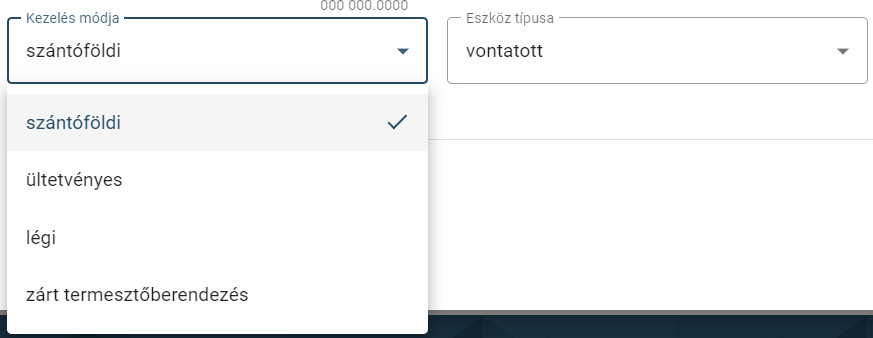 000 000.0000
Kezelés módja
szántóföldi
Eszköz típusa
vontatott
szántóföldi
ültetvényes
légi
zárt termesztőberendezés